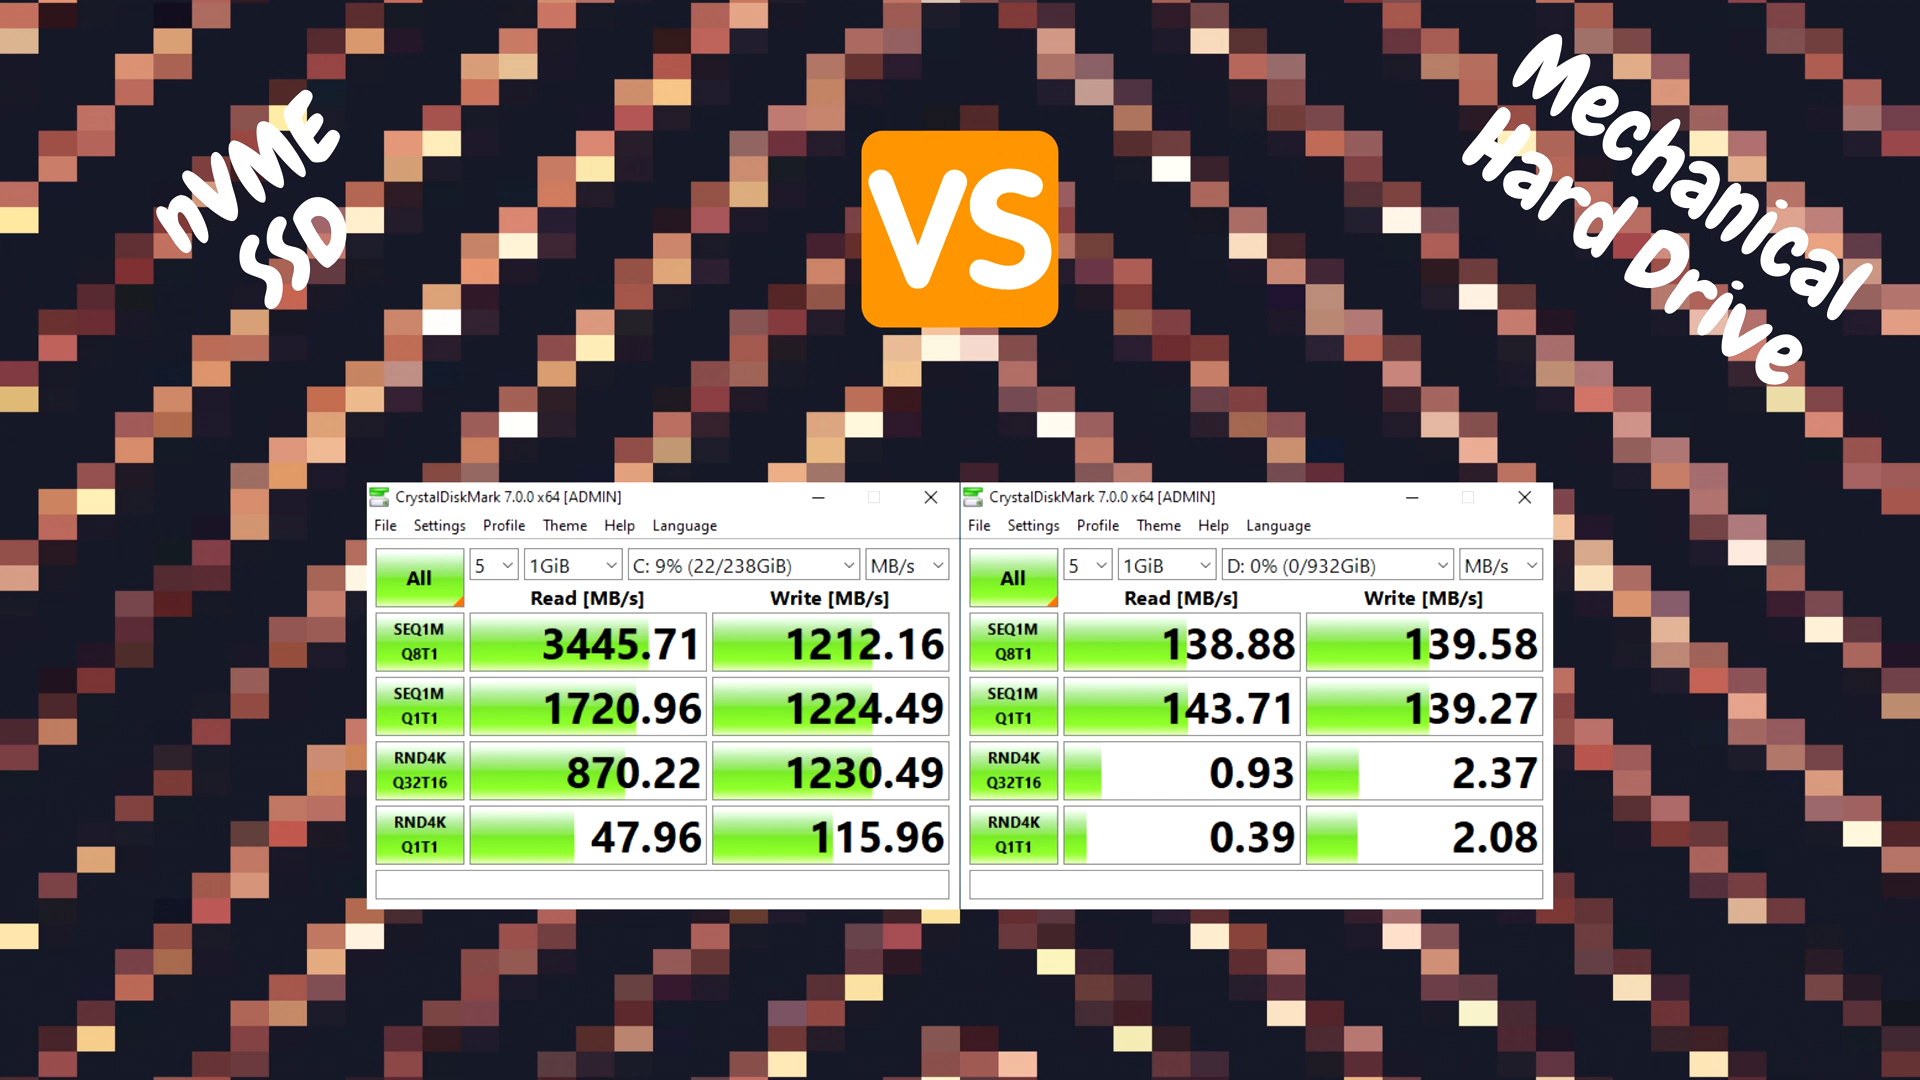 nVME
SSD
VS
Mechanical
Hard Drive
CrystalDiskMark 7.0.0 x64 [ADMIN]
File Settings Profile Theme Help Language
All 5 1GiB C: 9% (22/238GiB) MB/s
Read [MB/s] Write [MB/s]
SEQ1M
Q8T1 3445.71 1212.16
SEQ1M
Q1T1 1720.96 1224.49
RND4K
Q32T16 870.22 1230.49
RND4K
Q1T1 47.96 115.96
CrystalDiskMark 7.0.0 x64 [ADMIN]
File Settings Profile Theme Help Language
All 5 1GiB D: 0% (0/932GiB) MB/s
Read [MB/s] Write [MB/s]
SEQ1M
Q8T1 138.88 139.58
SEQ1M
Q1T1 143.71 139.27
RND4K
Q32T16 0.93 2.37
RND4K
Q1T1 0.39 2.08